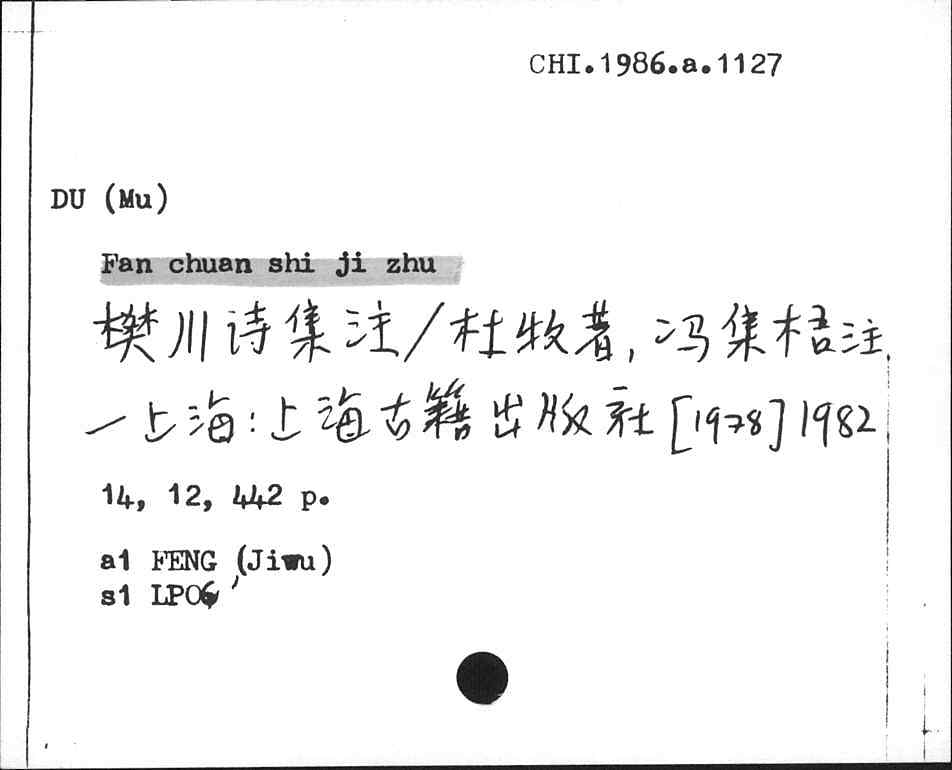 CHI.1986.a.1127
DU (Mu)
Fan chuan shi ji zhu
樊川诗集注/杜牧著,冯集梧注.
—上海:上海古籍出版社[1978]1982
14, 12, 442 p.
a1 FENG (Jiwu)
s1 LPO6